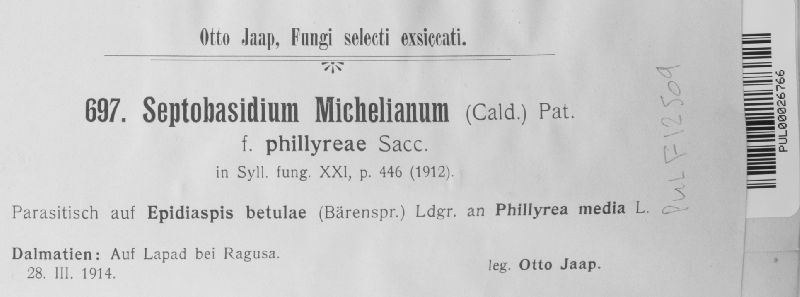 Otto Jaap, Fungi selecti exsiccati.
697. Septobasidium Michelianum (Cald.) Pat.
f. phillyreae Sacc.
in Syll. fung. XXI, p. 446 (1912).
Parasitisch auf Epidiaspis betulae (Bärenspr.) Ldgr. an Phillyrea media L.
Dalmatien: Auf Lapad bei Ragusa.
28. III. 1914.
leg. Otto Jaap.
PUL F12509
PUL00026766